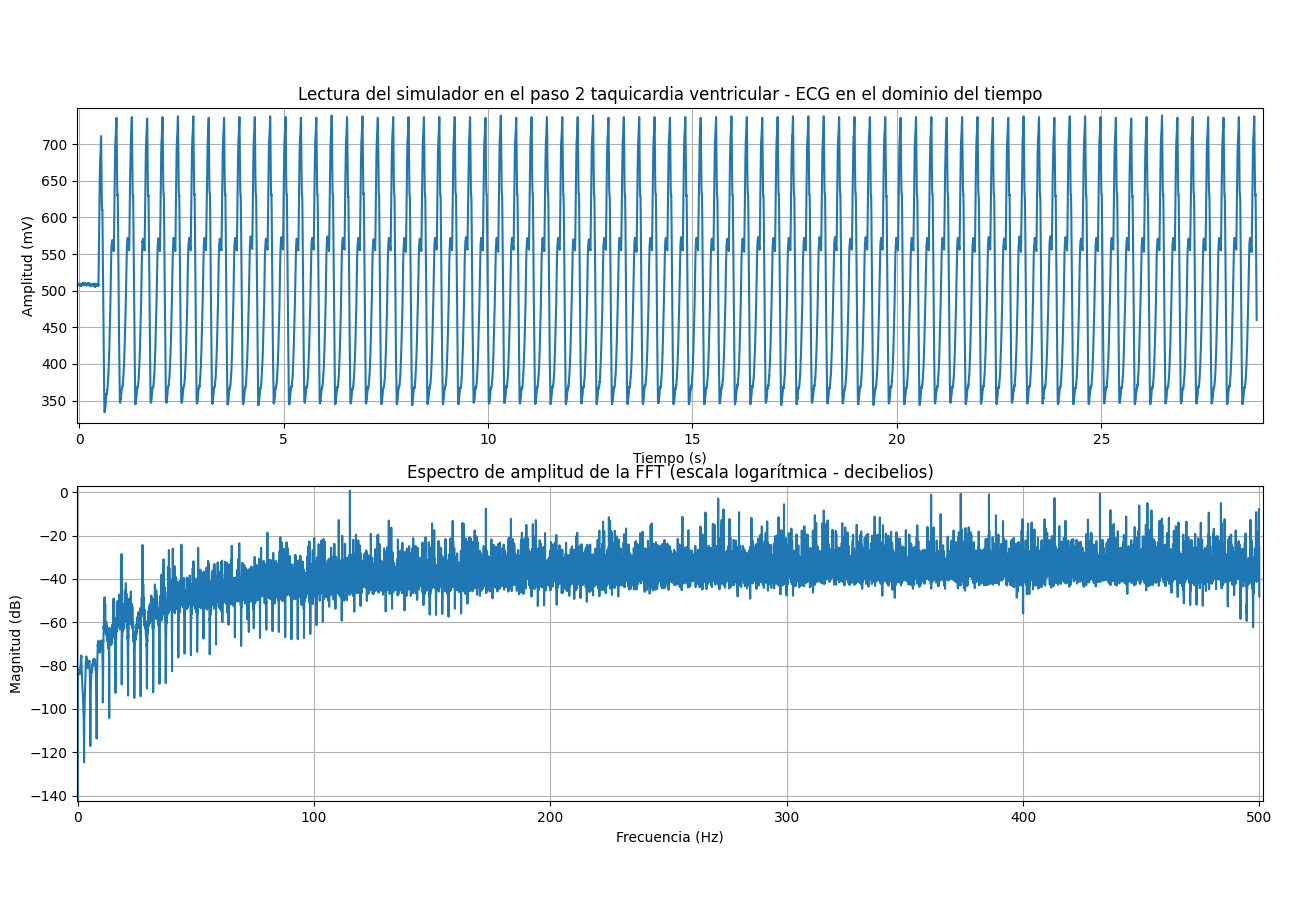 Lectura del simulador en el paso 2 taquicardia ventricular - ECG en el dominio del tiempo
Amplitud (mV)
700
650
600
550
500
450
400
350
0 5 10 15 20 25
Tiempo (s)
Espectro de amplitud de la FFT (escala logarítmica - decibelios)
Magnitud (dB)
0
−20
−40
−60
−80
−100
−120
−140
0 100 200 300 400 500
Frecuencia (Hz)